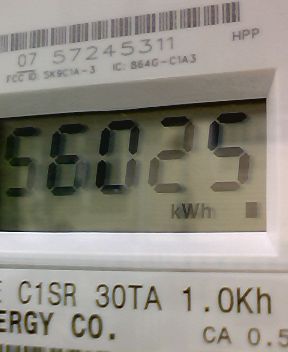 HPP
07 57245311
FCC ID: SK9C1A-3 IC: 864G-C1A3
56025
kWh
C1SR 30TA 1.0Kh
ERGY CO.
CA 0.5